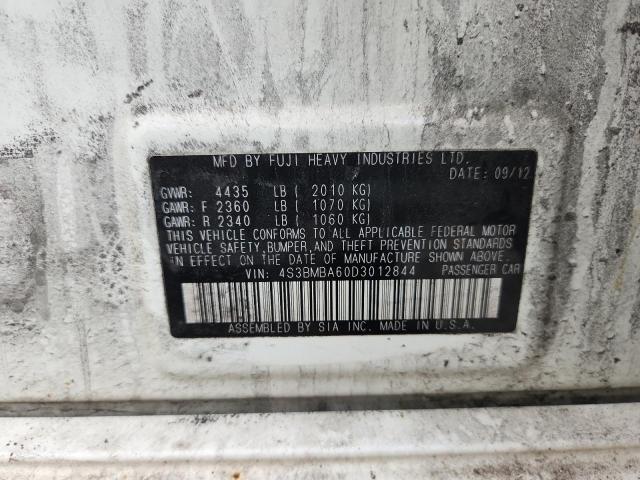 MFD BY FUJI HEAVY INDUSTRIES LTD.
DATE: 09/12
GVWR: 4435 LB ( 2010 KG)
GAWR: F 2360 LB ( 1070 KG)
GAWR: R 2340 LB ( 1060 KG)
THIS VEHICLE CONFORMS TO ALL APPLICABLE FEDERAL MOTOR
VEHICLE SAFETY, BUMPER, AND THEFT PREVENTION STANDARDS
IN EFFECT ON THE DATE OF MANUFACTURE SHOWN ABOVE.
VIN: 4S3BMBA60D3012844 PASSENGER CAR
ASSEMBLED BY SIA INC. MADE IN U.S.A.